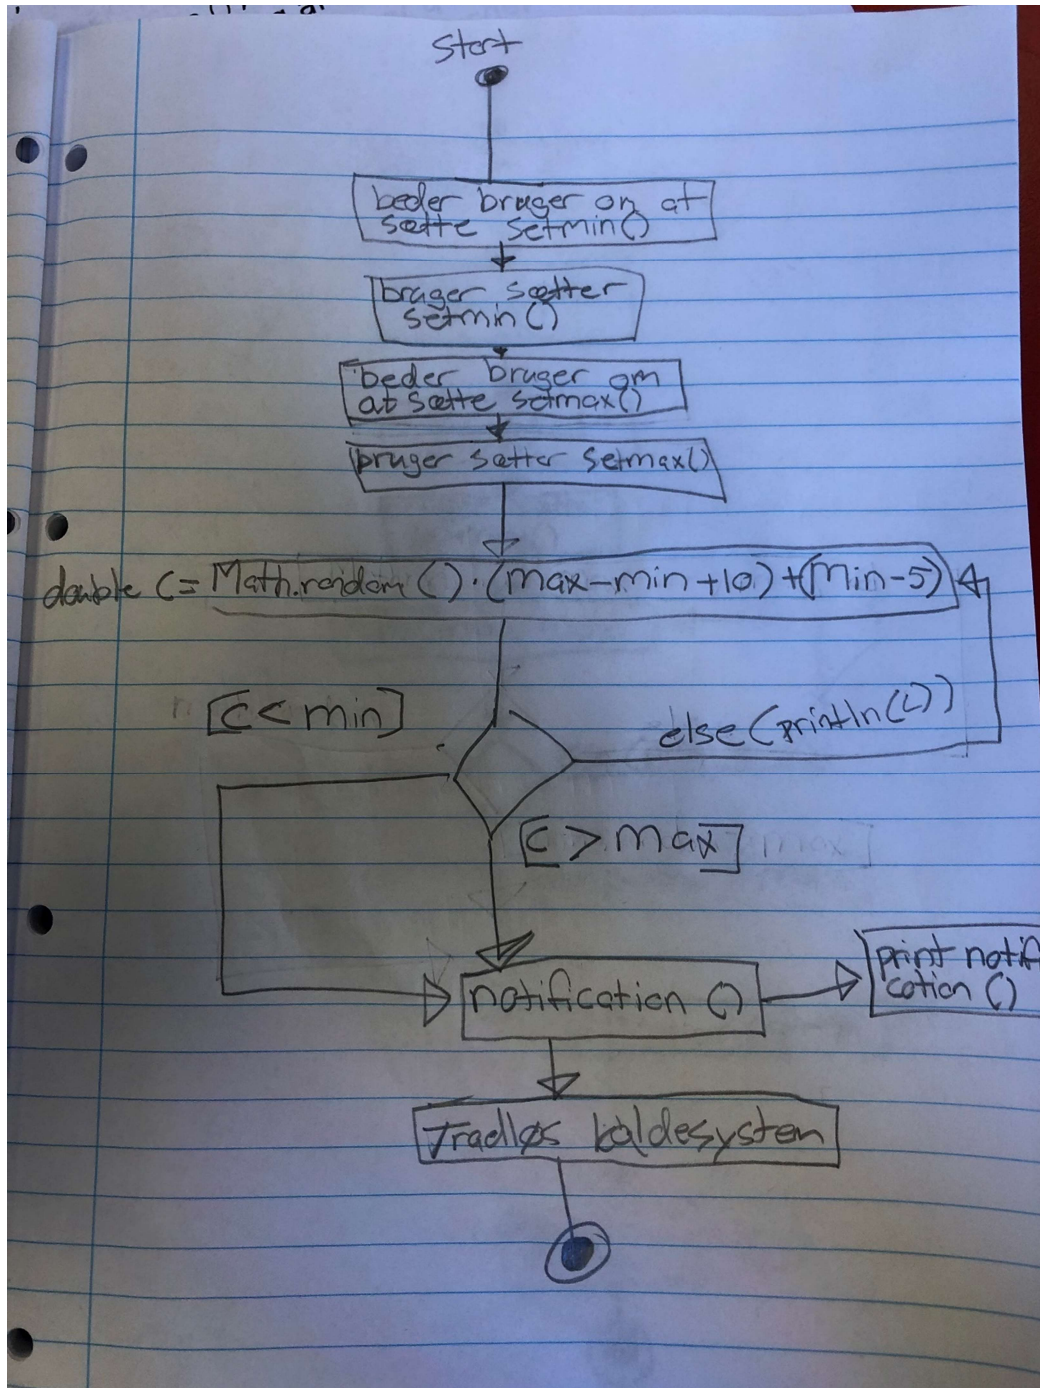 start
beder bruger om at
sætte setmin()
bruger sætter
setmin()
beder bruger om
at sætte setmax()
bruger sætter setmax()
double C = Math.random () · (max-min+10) + (Min-5)
[C < min]
else (println(C))
[C > max]
notification ()
print notifi
cation ()
Trådløs kaldesystem